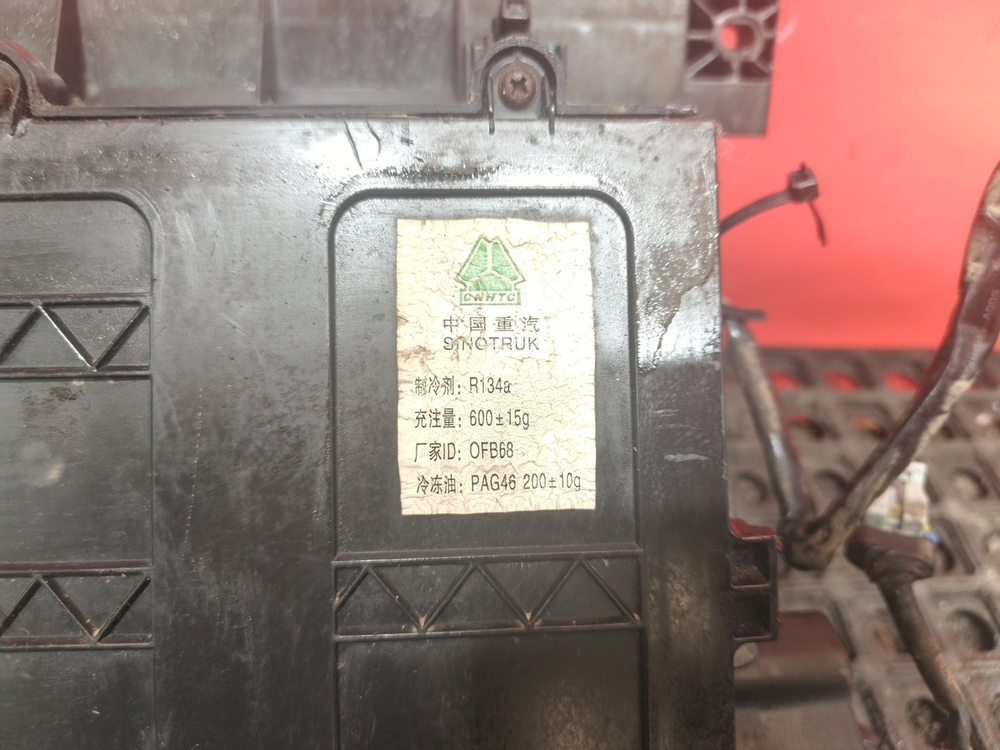 CNHTC
中国重汽
SINOTRUK
制冷剂: R134a
充注量: 600±15g
厂家ID: OFB68
冷冻油: PAG46 200±10g